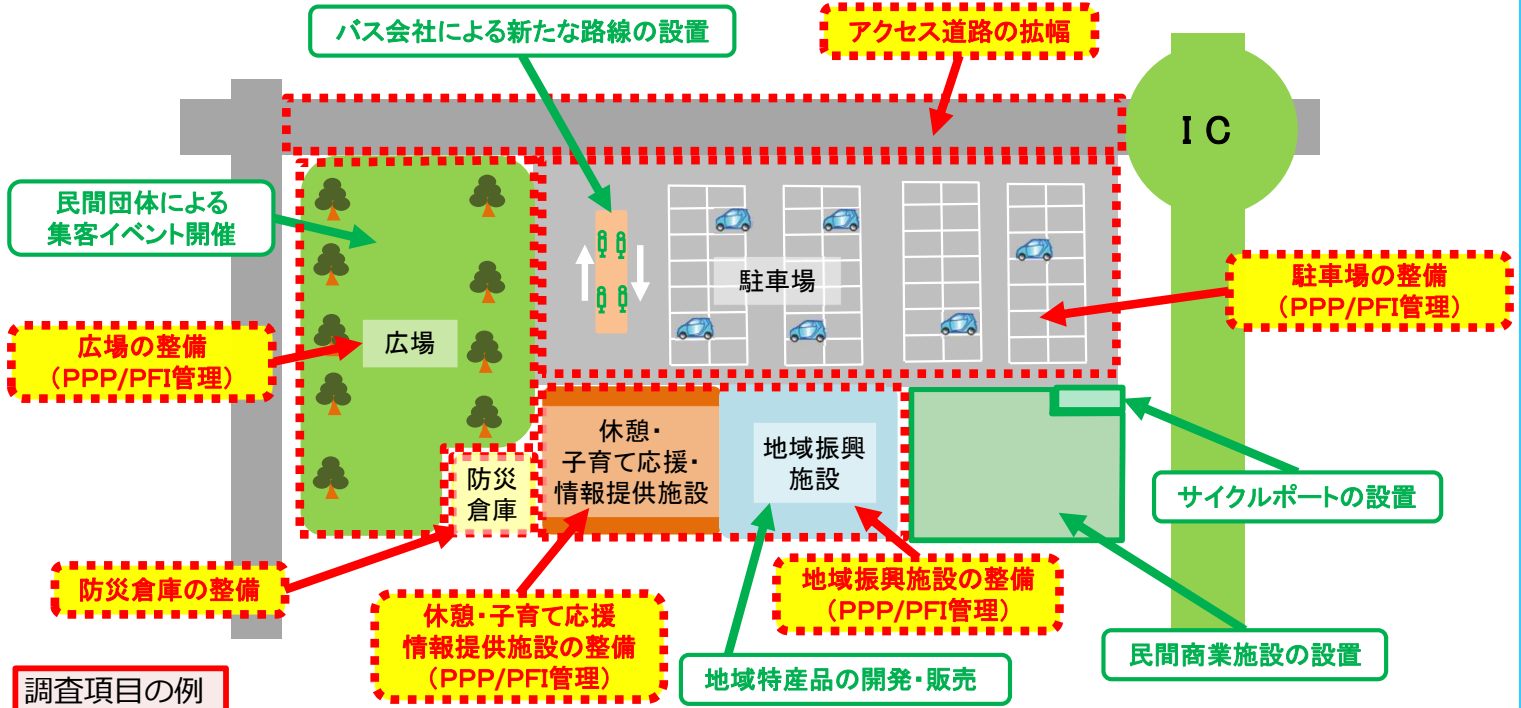 バス会社による新たな路線の設置
アクセス道路の拡幅
IC
民間団体による
集客イベント開催
駐車場
駐車場の整備
（PPP/PFI管理）
広場の整備
（PPP/PFI管理）
広場
休憩・
子育て応援・
情報提供施設
地域振興
施設
防災
倉庫
サイクルポートの設置
防災倉庫の整備
休憩・子育て応援
情報提供施設の整備
（PPP/PFI管理）
地域振興施設の整備
（PPP/PFI管理）
民間商業施設の設置
地域特産品の開発・販売
調査項目の例